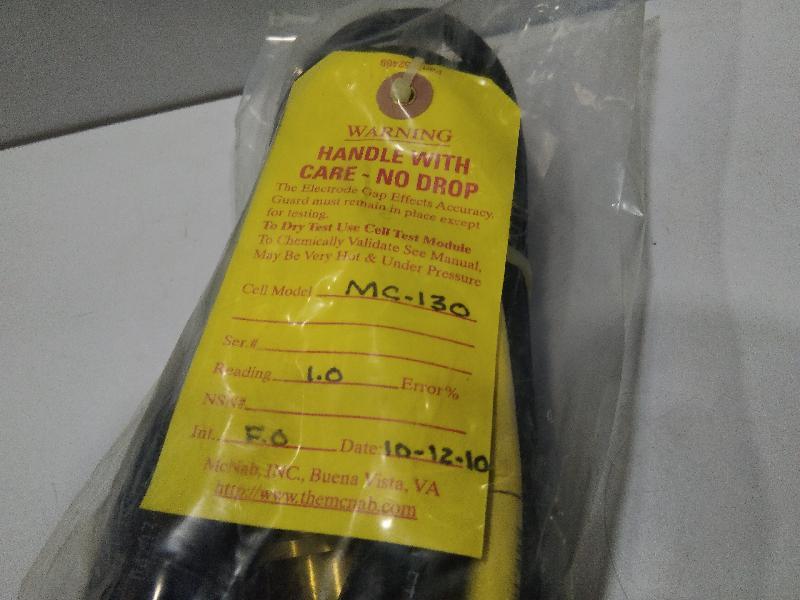 WARNING
HANDLE WITH
CARE - NO DROP
The Electrode Gap Effects Accuracy.
Guard must remain in place except
for testing.
To Dry Test Use Cell Test Module
To Chemically Validate See Manual,
May Be Very Hot & Under Pressure
Cell Model MC-130
Ser.#
Reading 1.0 Error%
NSN#
Int. F.O Date: 10-12-10
McNab, INC., Buena Vista, VA
http://www.themcnab.com